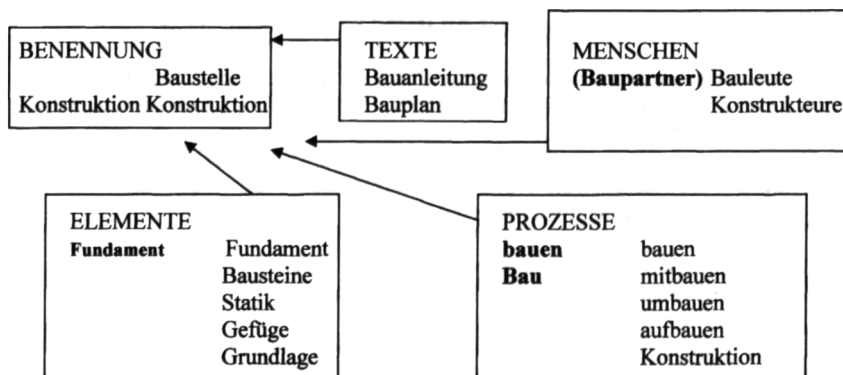 BENENNUNG
Baustelle
Konstruktion Konstruktion
TEXTE
Bauanleitung
Bauplan
MENSCHEN
(Baupartner) Bauleute
Konstrukteure
ELEMENTE
Fundament Fundament
Bausteine
Statik
Gefüge
Grundlage
PROZESSE
bauen bauen
Bau mitbauen
umbauen
aufbauen
Konstruktion